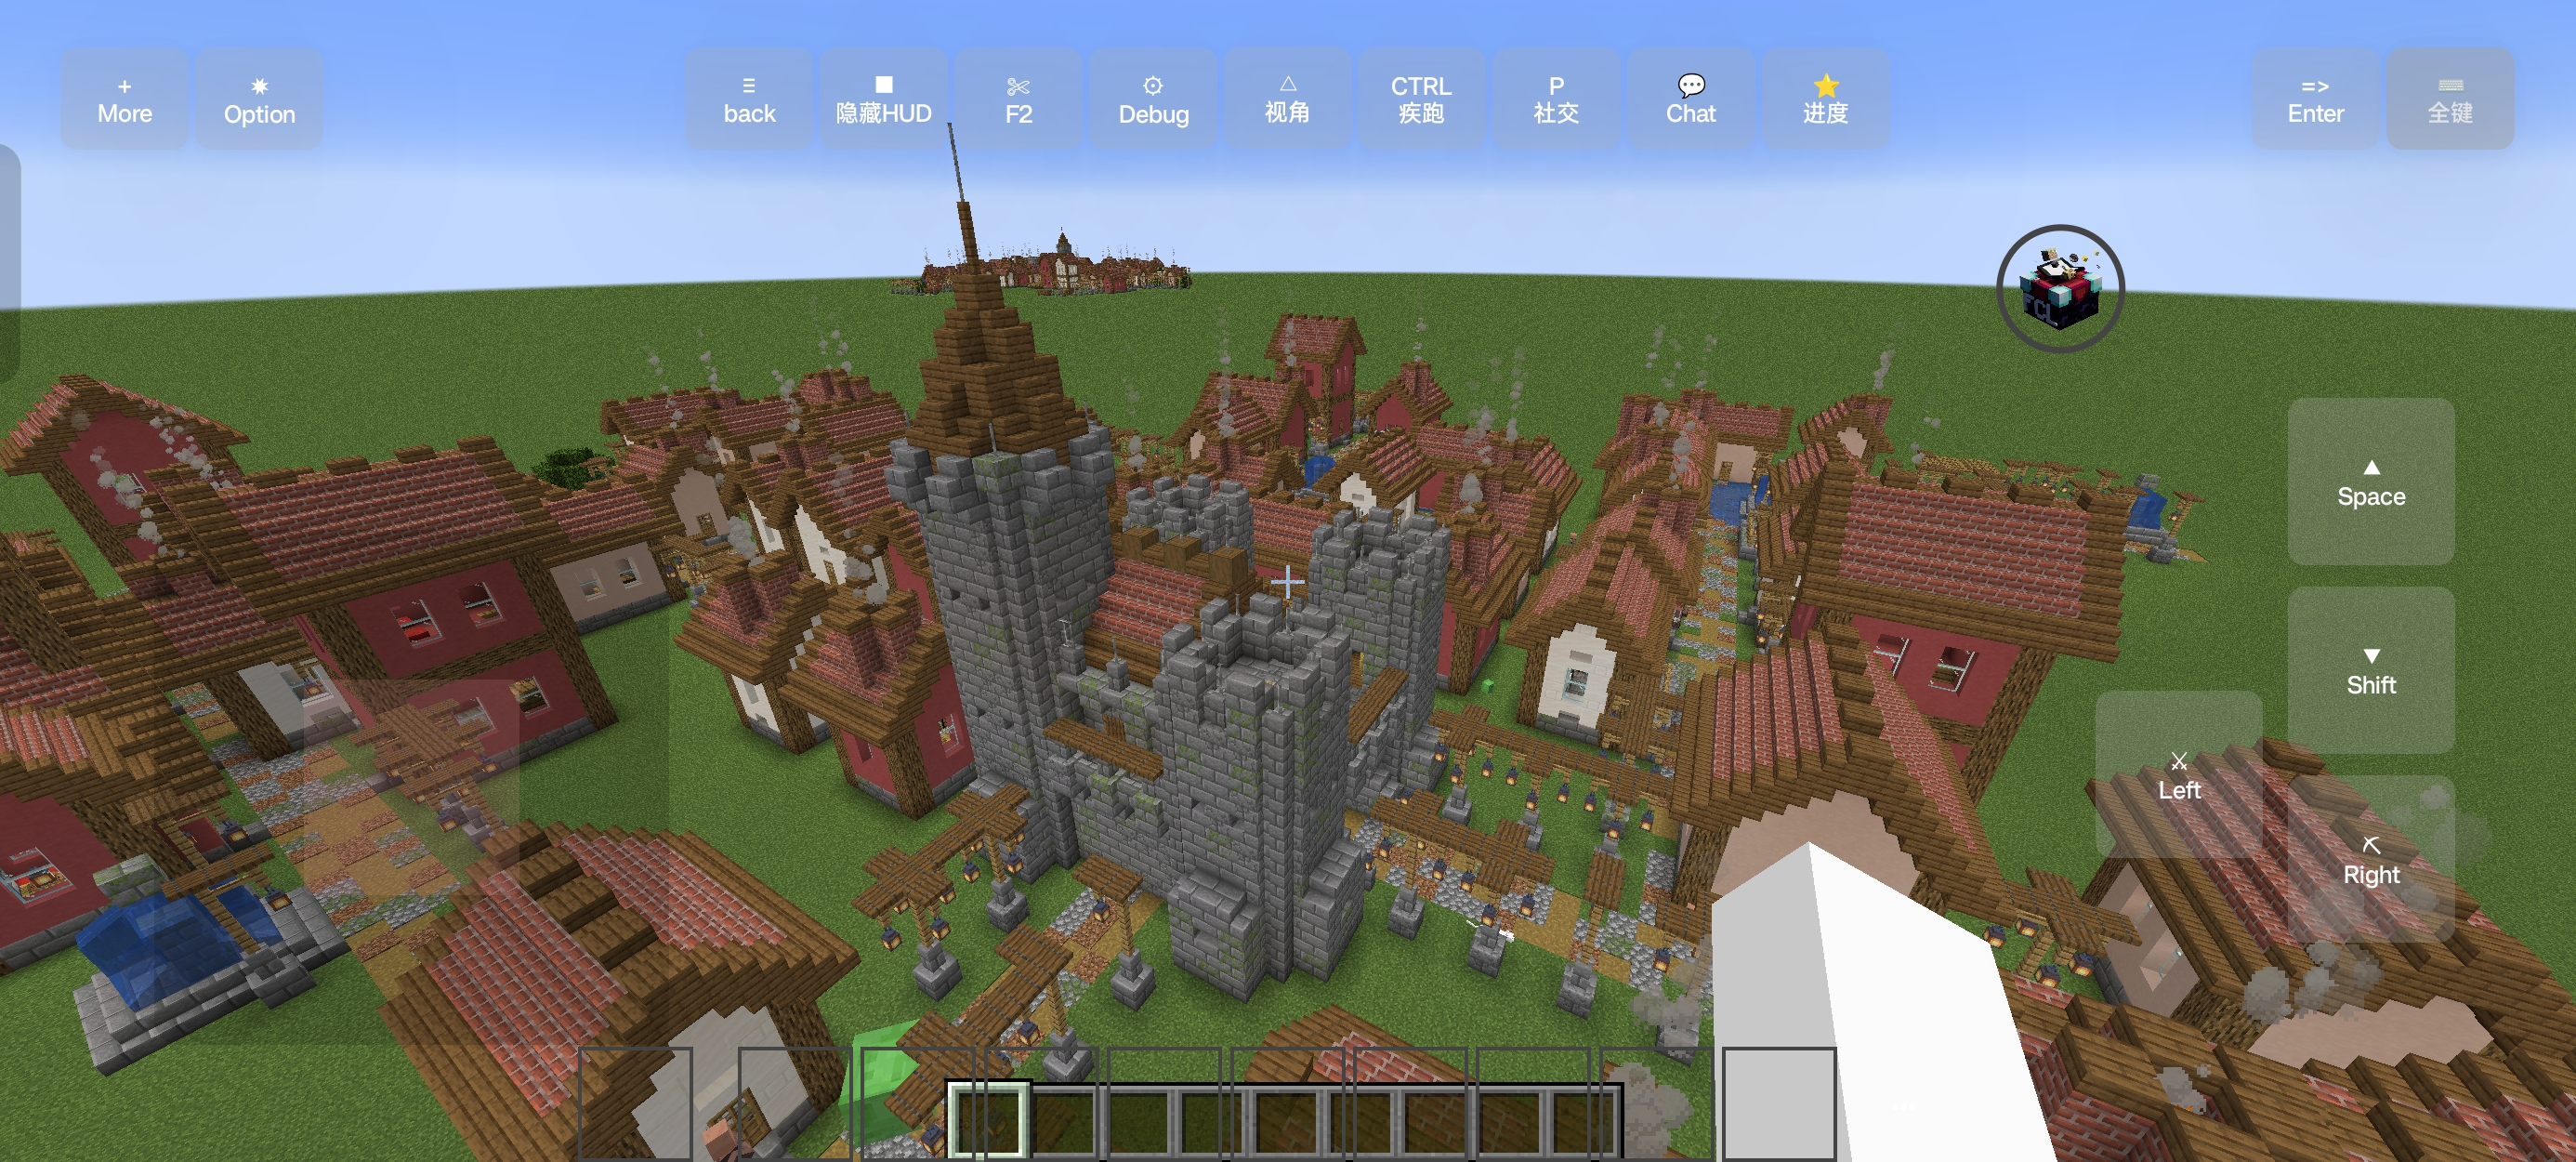 More
Option
back
隐藏HUD
F2
Debug
视角
CTRL
疾跑
P
社交
Chat
进度
=>
Enter
全键
FCL
Space
Shift
Left
Right